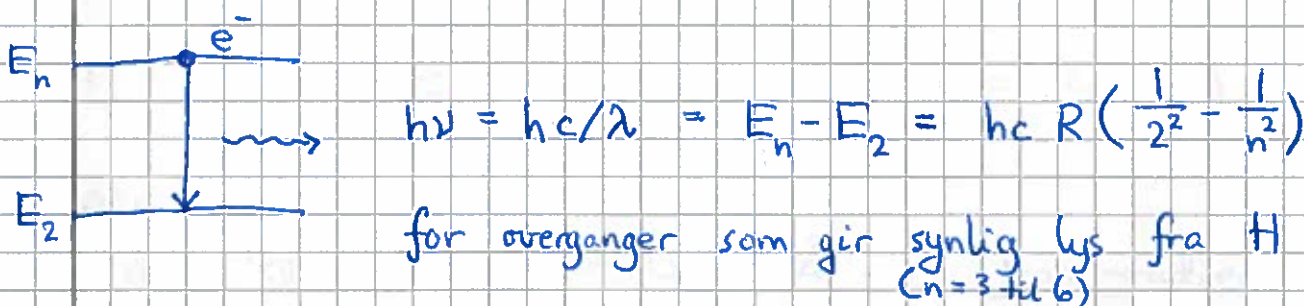 e⁻
Eₙ
hν = hc/λ = Eₙ - E₂ = hc R ( 1/2² - 1/n² )
E₂
for overganger som gir synlig lys fra H
(n = 3 til 6)